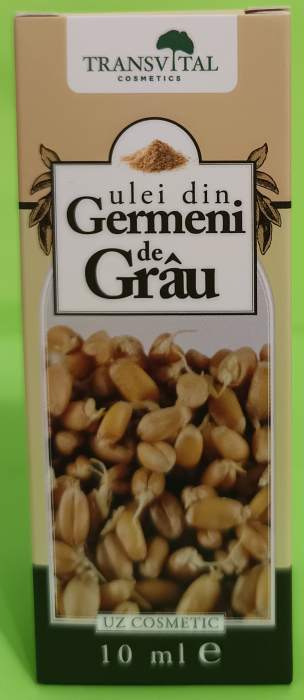 TRANSVITAL
COSMETICS
ulei din
Germeni
de
Grâu
UZ COSMETIC
10 ml e